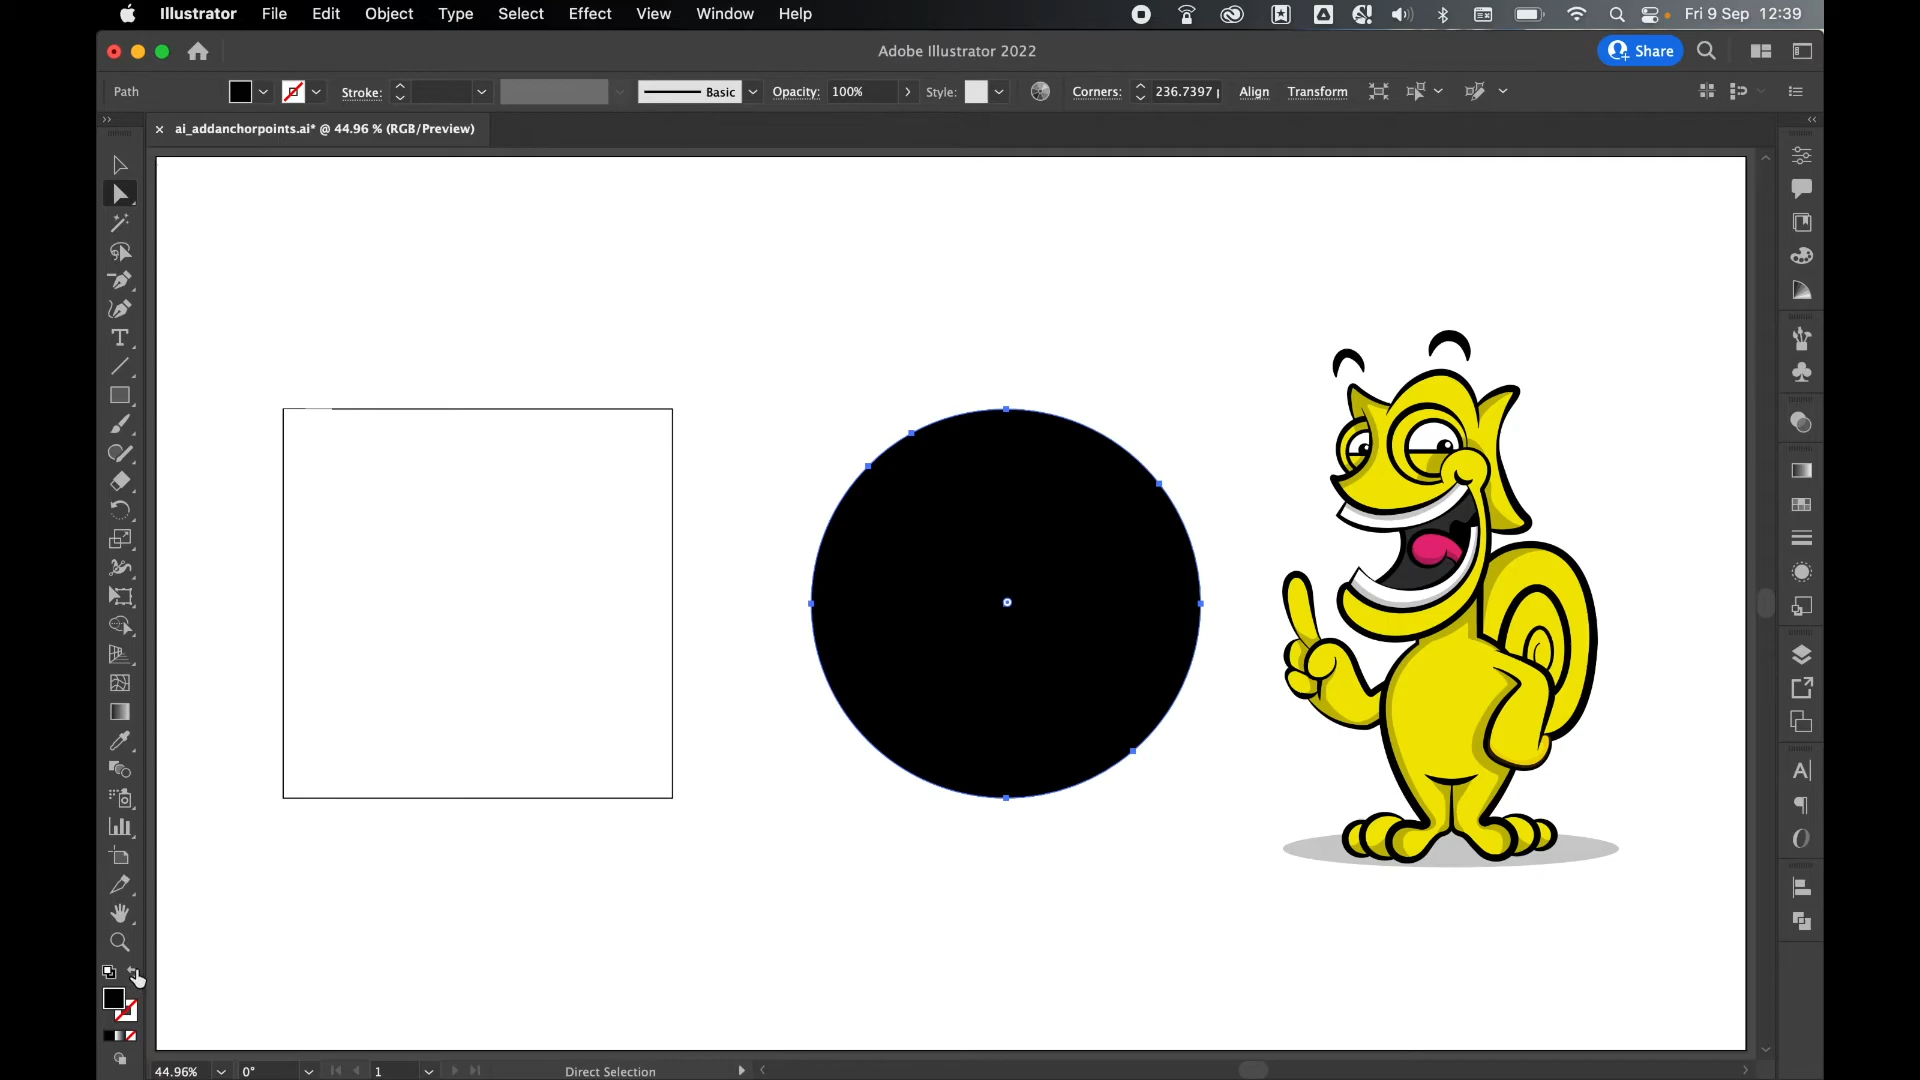 Illustrator File Edit Object Type Select Effect View Window Help Fri 9 Sep 12:39
Adobe Illustrator 2022 Share
Path Stroke: Basic Opacity: 100% Style: Corners: 236.7397 Align Transform
× ai_addanchorpoints.ai* @ 44.96 % (RGB/Preview)
44.96% 0° 1 Direct Selection